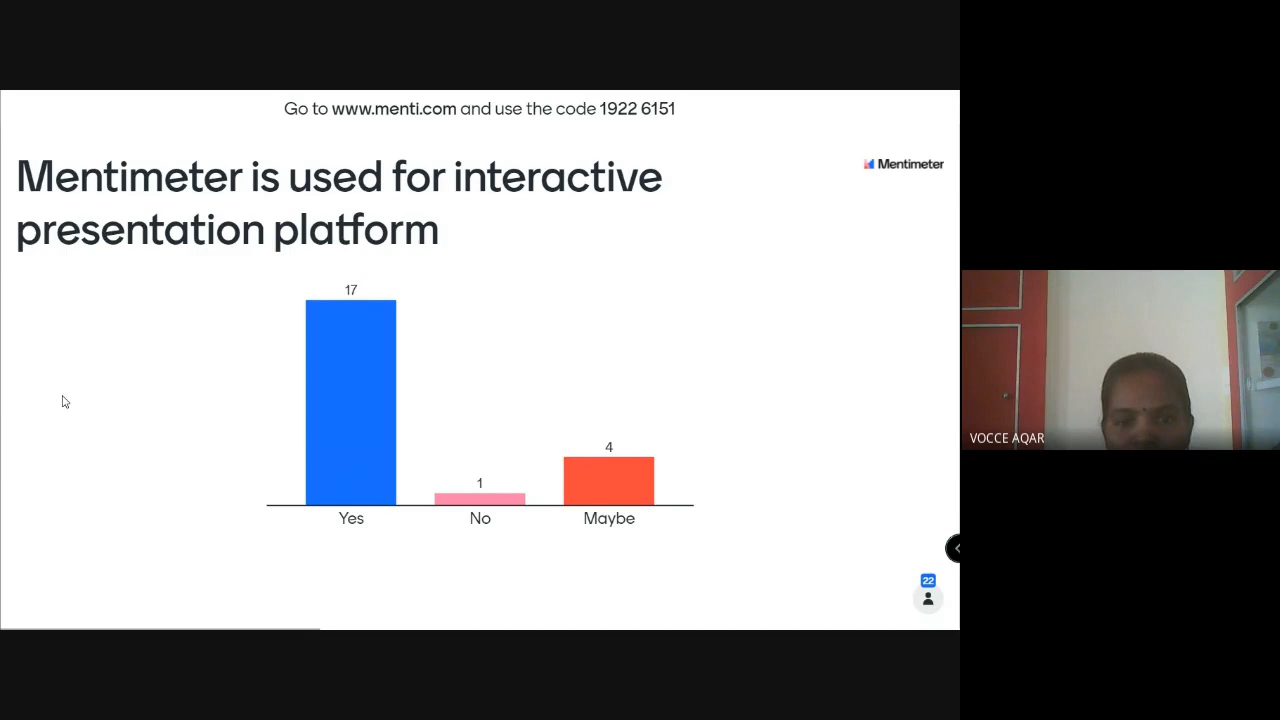 Go to www.menti.com and use the code 1922 6151
Mentimeter is used for interactive
presentation platform
Mentimeter
17
1
4
Yes
No
Maybe
22
VOCCE AQAR